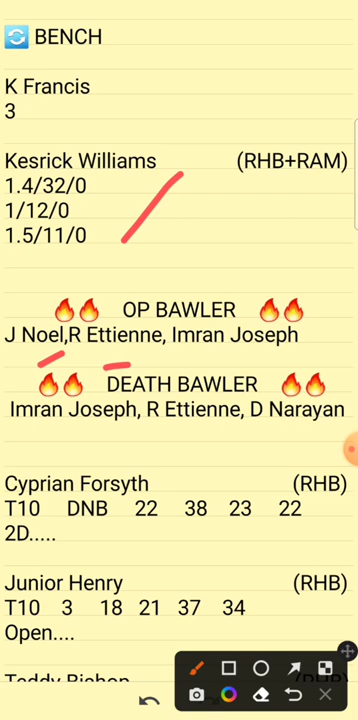 🔄 BENCH
K Francis
3
Kesrick Williams (RHB+RAM)
1.4/32/0
1/12/0
1.5/11/0
🔥🔥 OP BAWLER 🔥🔥
J Noel,R Ettienne, Imran Joseph
🔥🔥 DEATH BAWLER 🔥🔥
Imran Joseph, R Ettienne, D Narayan
Cyprian Forsyth (RHB)
T10 DNB 22 38 23 22
2D.....
Junior Henry (RHB)
T10 3 18 21 37 34
Open....
Teddy Bishop